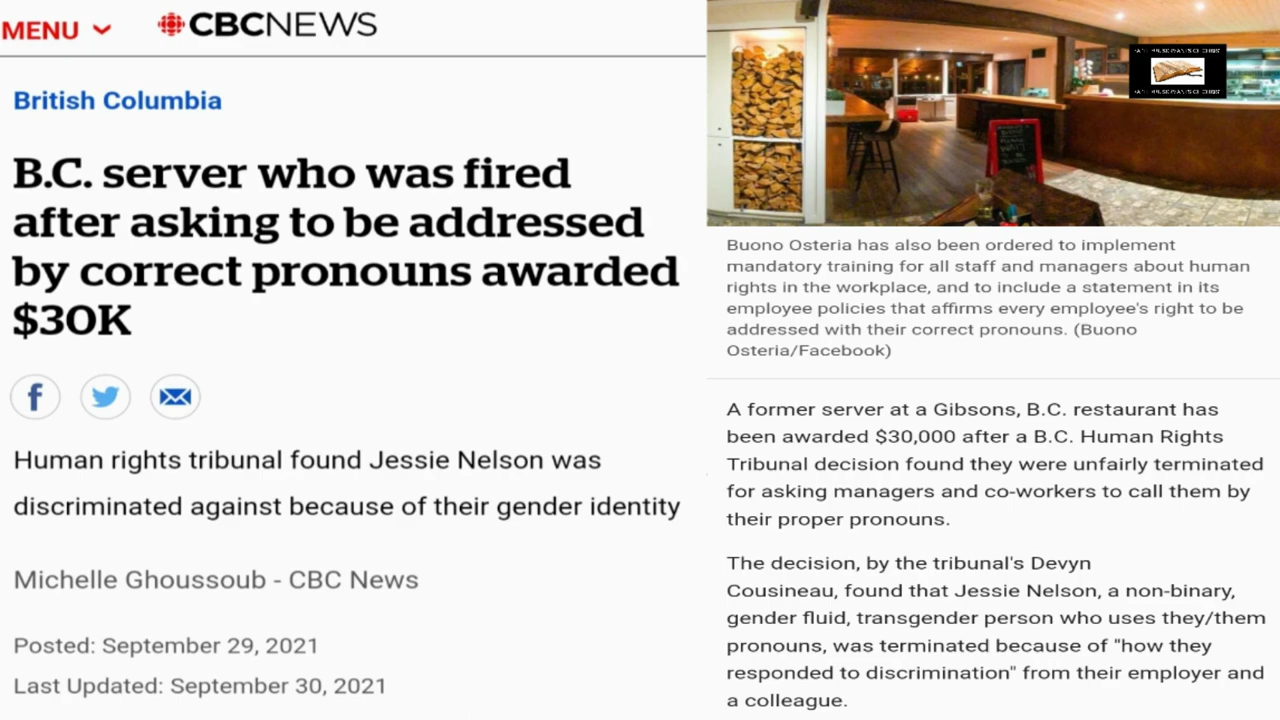 MENU
CBCNEWS
British Columbia
B.C. server who was fired
after asking to be addressed
by correct pronouns awarded
$30K
Human rights tribunal found Jessie Nelson was
discriminated against because of their gender identity
Michelle Ghoussoub - CBC News
Posted: September 29, 2021
Last Updated: September 30, 2021
Buono Osteria has also been ordered to implement
mandatory training for all staff and managers about human
rights in the workplace, and to include a statement in its
employee policies that affirms every employee's right to be
addressed with their correct pronouns. (Buono
Osteria/Facebook)
A former server at a Gibsons, B.C. restaurant has
been awarded $30,000 after a B.C. Human Rights
Tribunal decision found they were unfairly terminated
for asking managers and co-workers to call them by
their proper pronouns.
The decision, by the tribunal's Devyn
Cousineau, found that Jessie Nelson, a non-binary,
gender fluid, transgender person who uses they/them
pronouns, was terminated because of "how they
responded to discrimination" from their employer and
a colleague.